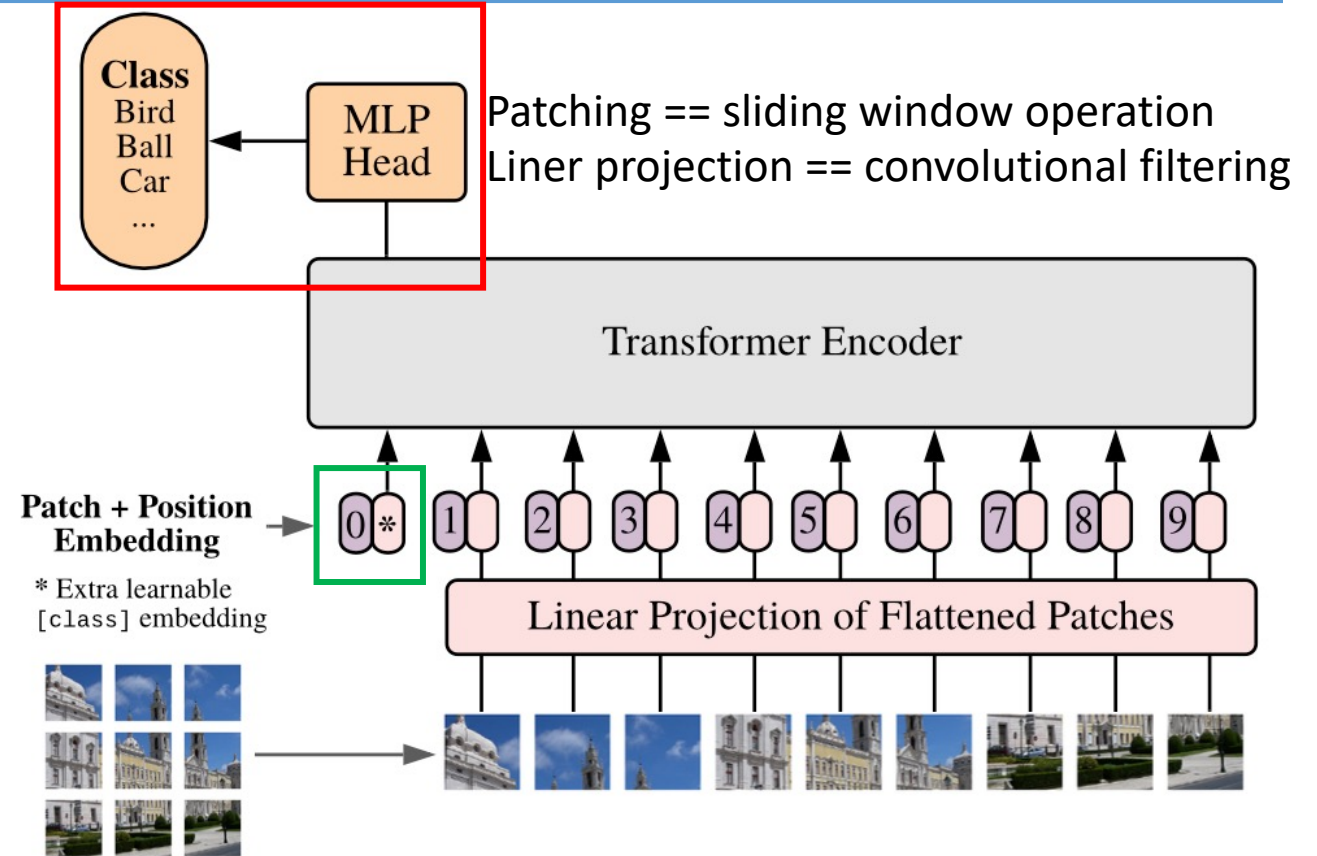 Class
Bird
Ball
Car
...
MLP
Head
Patching == sliding window operation
Liner projection == convolutional filtering
Transformer Encoder
Patch + Position
Embedding
* Extra learnable
[class] embedding
0 * 1 2 3 4 5 6 7 8 9
Linear Projection of Flattened Patches